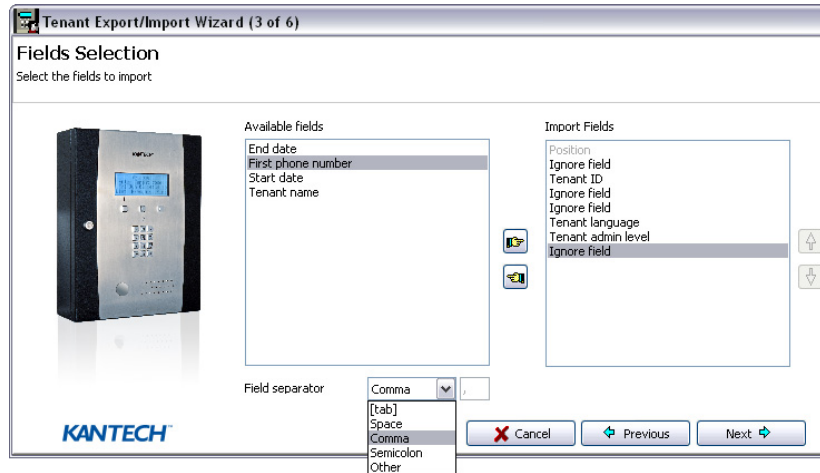 Tenant Export/Import Wizard (3 of 6)
Fields Selection
Select the fields to import
Available fields
End date
First phone number
Start date
Tenant name
Import Fields
Position
Ignore field
Tenant ID
Ignore field
Ignore field
Tenant language
Tenant admin level
Ignore field
Field separator
Comma
,
[tab]
Space
Comma
Semicolon
Other
KANTECH
Cancel
Previous
Next